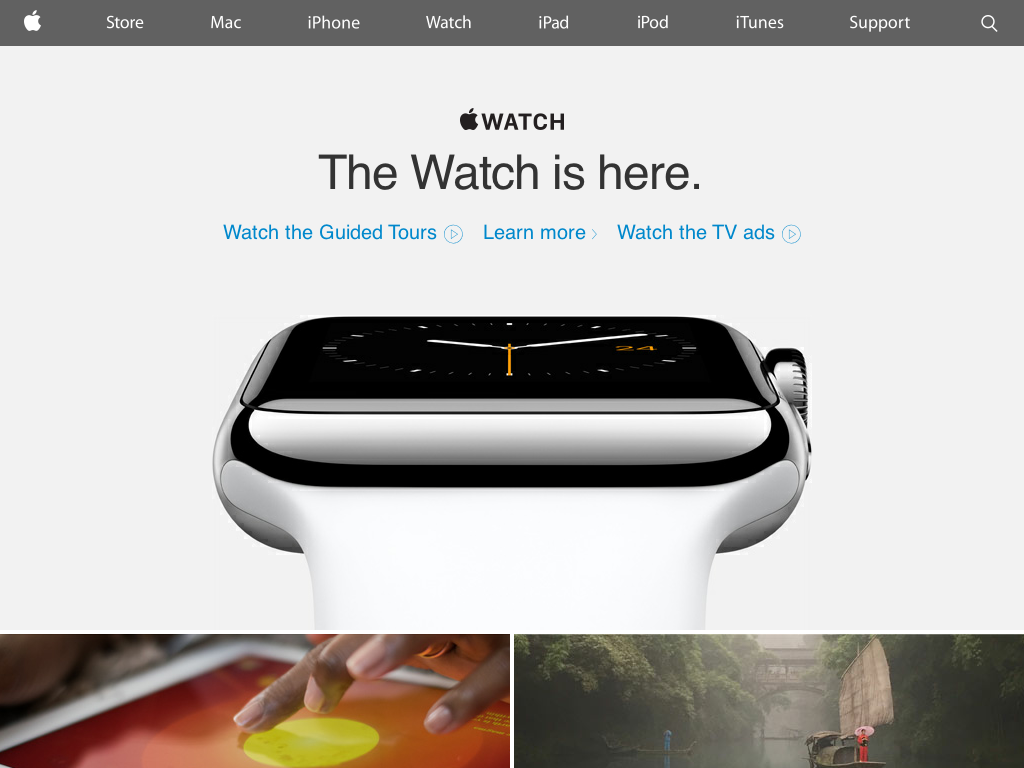 Store Mac iPhone Watch iPad iPod iTunes Support
WATCH
The Watch is here.
Watch the Guided Tours Learn more Watch the TV ads
24